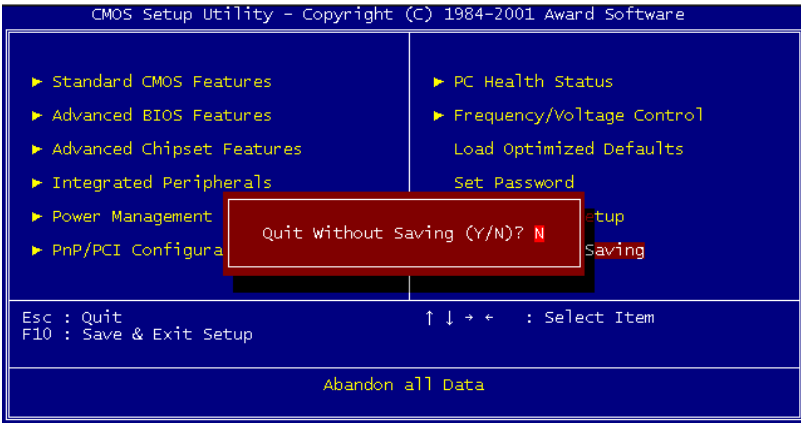 CMOS Setup Utility - Copyright (C) 1984-2001 Award Software
► Standard CMOS Features
► Advanced BIOS Features
► Advanced Chipset Features
► Integrated Peripherals
► Power Management
► PnP/PCI Configura
► PC Health Status
► Frequency/Voltage Control
Load Optimized Defaults
Set Password
tup
Saving
Quit Without Saving (Y/N)? N
Esc : Quit
F10 : Save & Exit Setup
↑ ↓ → ← : Select Item
Abandon all Data